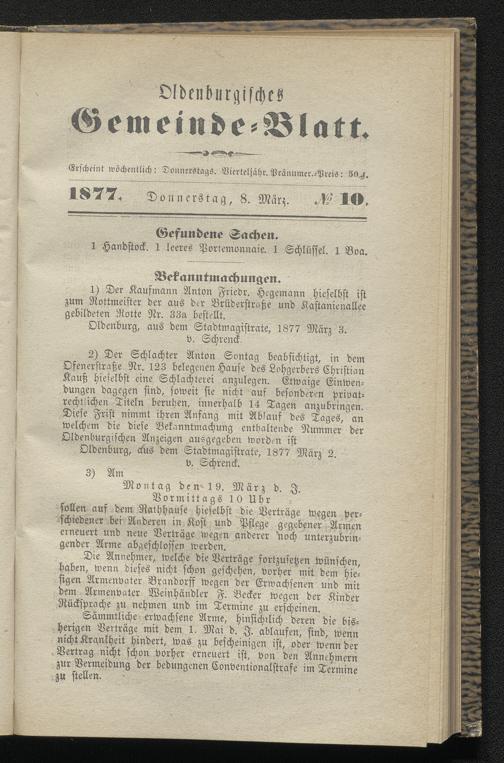 Oldenburgisches
Gemeinde-Blatt.
Erscheint wöchentlich: Donnerstags. Vierteljähr. Pränumer.-Preis: 50 ₰.
1877. Donnerstag, 8. März. № 10.
Gefundene Sachen.
1 Handstock. 1 leeres Portemonnaie. 1 Schlüssel. 1 Boa.
Bekanntmachungen.
1) Der Kaufmann Anton Friedr. Hegemann hieselbst ist
zum Rottmeister der aus der Brüderstraße und Kastanienallee
gebildeten Rotte Nr. 33a bestellt.
Oldenburg, aus dem Stadtmagistrate, 1877 März 3.
v. Schrenck.
2) Der Schlachter Anton Sontag beabsichtigt, in dem
Ofenerstraße Nr. 123 belegenen Hause des Lohgerbers Christian
Kauß hieselbst eine Schlachterei anzulegen. Etwaige Einwen-
dungen dagegen sind, soweit sie nicht auf besonderen privat-
rechtlichen Titeln beruhen, innerhalb 14 Tagen anzubringen.
Diese Frist nimmt ihren Anfang mit Ablauf des Tages, an
welchem die diese Bekanntmachung enthaltende Nummer der
Oldenburgischen Anzeigen ausgegeben worden ist
Oldenburg, aus dem Stadtmagistrate, 1877 März 2.
v. Schrenck.
3) Am
Montag den 19. März d. J.
Vormittags 10 Uhr
sollen auf dem Rathhause hieselbst die Verträge wegen ver-
schiedener bei Anderen in Kost und Pflege gegebener Armen
erneuert und neue Verträge wegen anderer noch unterzubrin-
gender Arme abgeschlossen werden.
Die Annehmer, welche die Verträge fortzusetzen wünschen,
haben, wenn dieses nicht schon geschehen, vorher mit dem hie-
sigen Armenvater Brandorff wegen der Erwachsenen und mit
dem Armenvater Weinhändler F. Becker wegen der Kinder
Rücksprache zu nehmen und im Termine zu erscheinen.
Sämmtliche erwachsene Arme, hinsichtlich deren die bis-
herigen Verträge mit dem 1. Mai d. J. ablaufen, sind, wenn
nicht Krankheit hindert, was zu bescheinigen ist, oder wenn der
Vertrag nicht schon vorher erneuert ist, von den Annehmern
zur Vermeidung der bedungenen Conventionalstrafe im Termine
zu stellen.